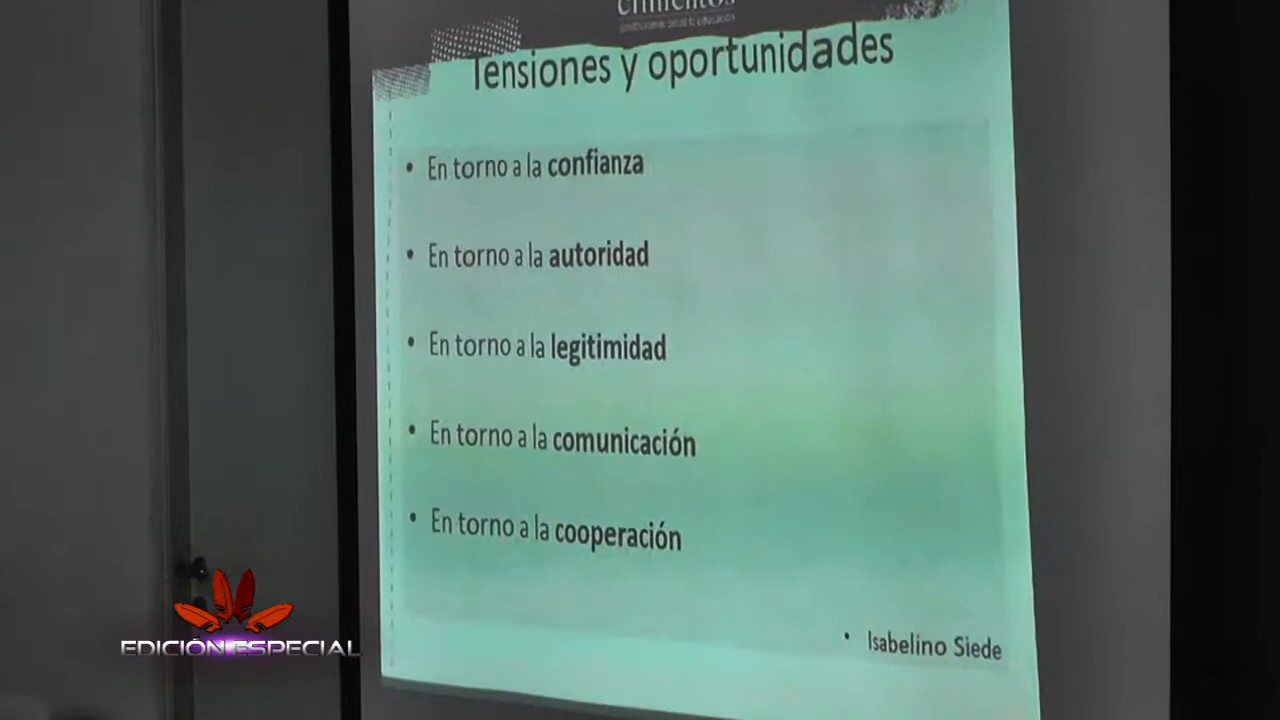 Tensiones y oportunidades
• En torno a la confianza
• En torno a la autoridad
• En torno a la legitimidad
• En torno a la comunicación
• En torno a la cooperación
• Isabelino Siede
EDICIÓN ESPECIAL